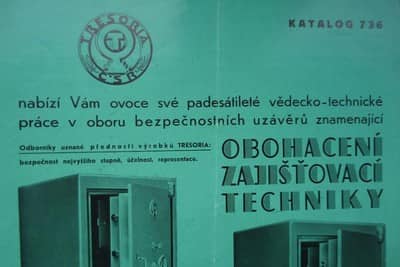 TRESORIA
ČSR
KATALOG 736
nabízí Vám ovoce své padesátileté vědecko-technické
práce v oboru bezpečnostních uzávěrů znamenající
Odborníky uznané přednosti výrobků TRESORIA:
bezpečnost nejvyššího stupně, účelnost, representace.
OBOHACENÍ
ZAJIŠŤOVACÍ
TECHNIKY